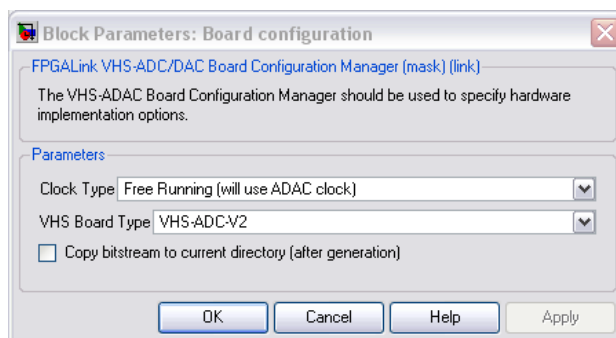 Block Parameters: Board configuration
FPGALink VHS-ADC/DAC Board Configuration Manager (mask) (link)
The VHS-ADAC Board Configuration Manager should be used to specify hardware
implementation options.
Parameters
Clock Type Free Running (will use ADAC clock)
VHS Board Type VHS-ADC-V2
Copy bitstream to current directory (after generation)
OK Cancel Help Apply